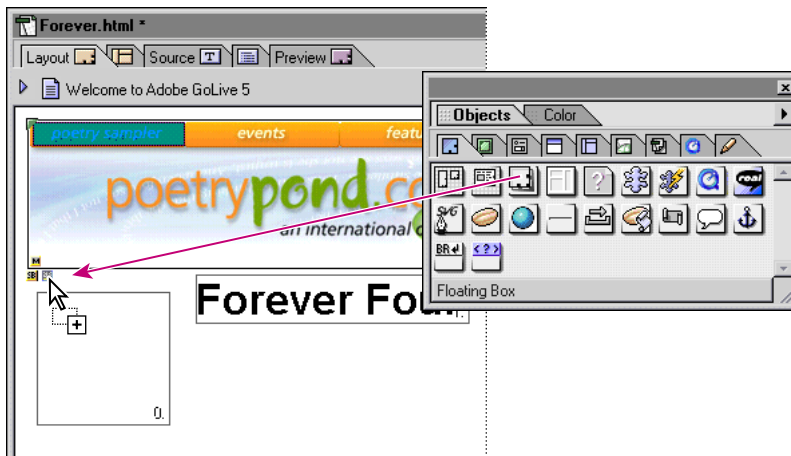 Forever.html *
Layout Source T Preview
Welcome to Adobe GoLive 5
poetry sampler events featu
poetrypond.co
an international
M
SB
Forever Fou
0.
Objects Color
?
real
SVG
BR
<?>
Floating Box